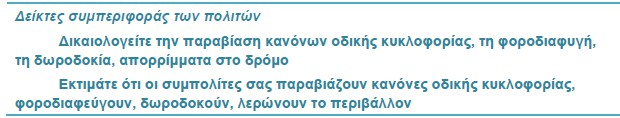 Δείκτες συμπεριφοράς των πολιτών
Δικαιολογείτε την παραβίαση κανόνων οδικής κυκλοφορίας, τη φοροδιαφυγή,
τη δωροδοκία, απορρίμματα στο δρόμο
Εκτιμάτε ότι οι συμπολίτες σας παραβιάζουν κανόνες οδικής κυκλοφορίας,
φοροδιαφεύγουν, δωροδοκούν, λερώνουν το περιβάλλον